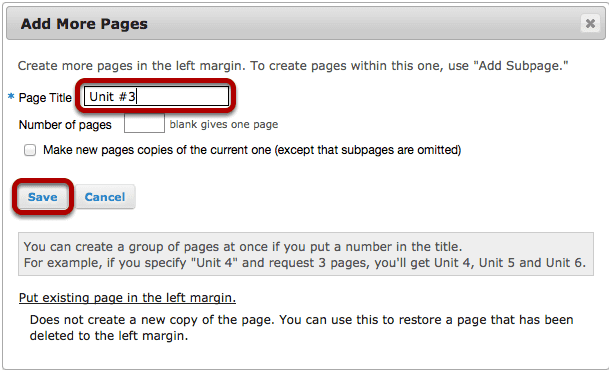 Add More Pages
Create more pages in the left margin. To create pages within this one, use "Add Subpage."
* Page Title Unit #3
Number of pages blank gives one page
Make new pages copies of the current one (except that subpages are omitted)
Save Cancel
You can create a group of pages at once if you put a number in the title.
For example, if you specify "Unit 4" and request 3 pages, you'll get Unit 4, Unit 5 and Unit 6.
Put existing page in the left margin.
Does not create a new copy of the page. You can use this to restore a page that has been
deleted to the left margin.